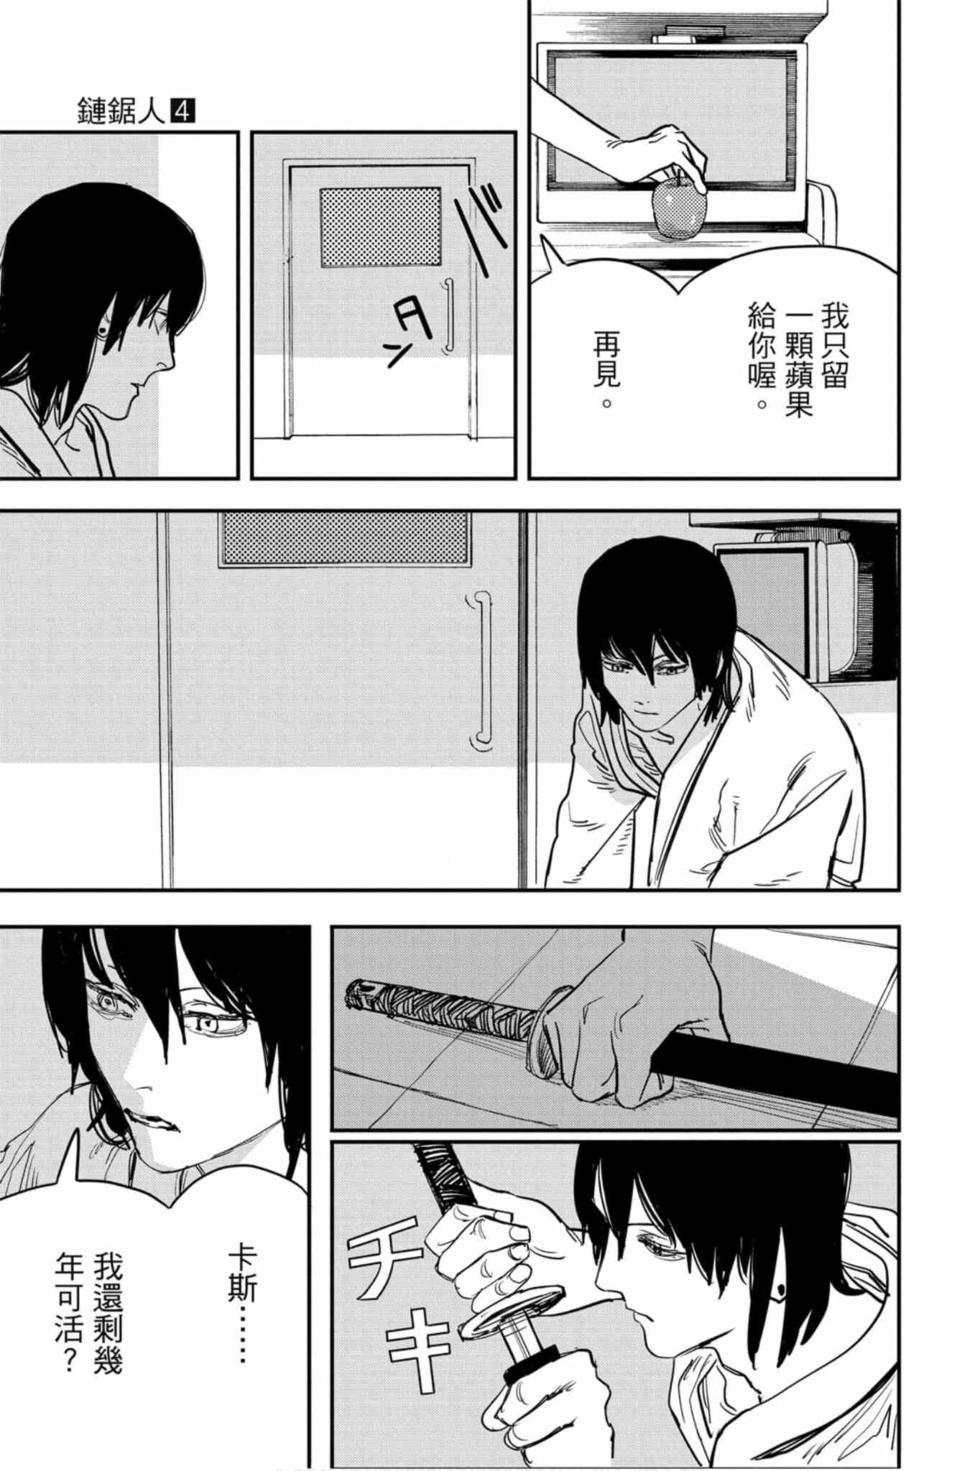 鏈鋸人4
我只留
一顆蘋果
給你喔。
再見。
タン
チキ
卡斯……
我還剩幾
年可活?